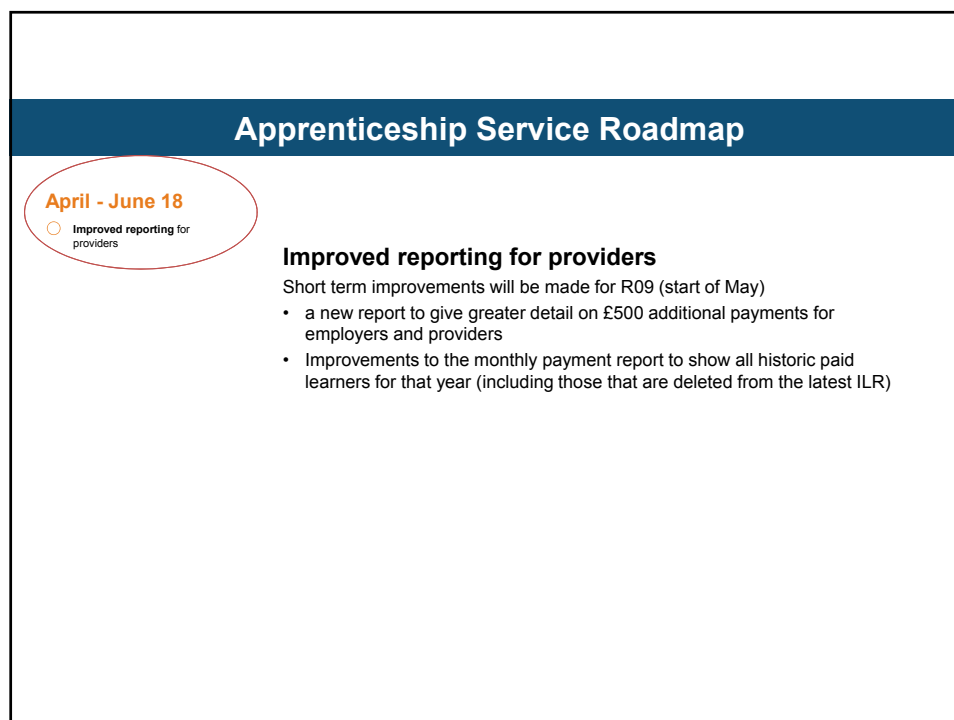 Apprenticeship Service Roadmap
April - June 18
Improved reporting for
providers
Improved reporting for providers
Short term improvements will be made for R09 (start of May)
• a new report to give greater detail on £500 additional payments for
employers and providers
• Improvements to the monthly payment report to show all historic paid
learners for that year (including those that are deleted from the latest ILR)